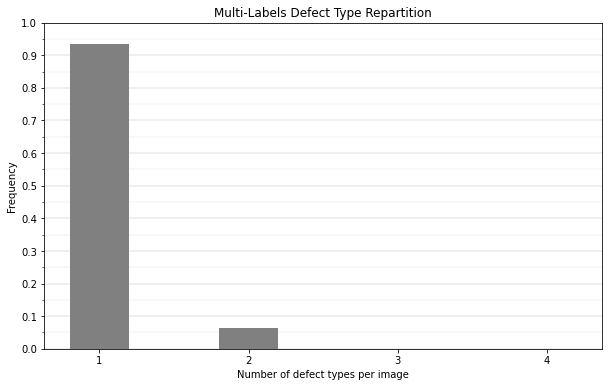 Multi-Labels Defect Type Repartition
1.0
0.9
0.8
0.7
0.6
0.5
0.4
0.3
0.2
0.1
0.0
Frequency
1 2 3 4
Number of defect types per image